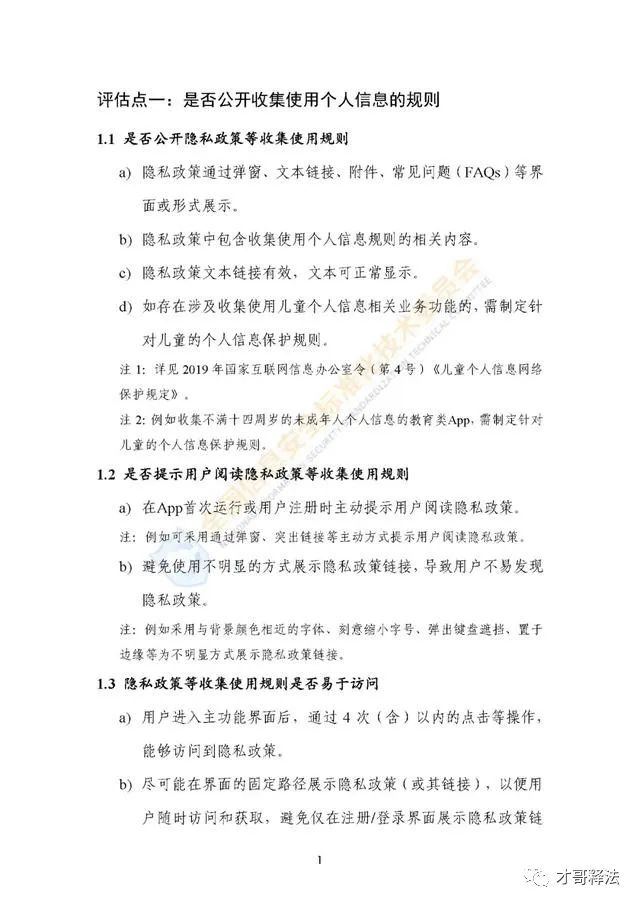 评估点一：是否公开收集使用个人信息的规则
1.1 是否公开隐私政策等收集使用规则
a) 隐私政策通过弹窗、文本链接、附件、常见问题（FAQs）等界
面或形式展示。
b) 隐私政策中包含收集使用个人信息规则的相关内容。
c) 隐私政策文本链接有效，文本可正常显示。
d) 如存在涉及收集使用儿童个人信息相关业务功能的，需制定针
对儿童的个人信息保护规则。
注 1：详见 2019 年国家互联网信息办公室令（第 4 号）《儿童个人信息网络
保护规定》。
注 2：例如收集不满十四周岁的未成年人个人信息的教育类App，需制定针对
儿童的个人信息保护规则。
1.2 是否提示用户阅读隐私政策等收集使用规则
a) 在App首次运行或用户注册时主动提示用户阅读隐私政策。
注：例如可采用通过弹窗、突出链接等主动方式提示用户阅读隐私政策。
b) 避免使用不明显的方式展示隐私政策链接，导致用户不易发现
隐私政策。
注：例如采用与背景颜色相近的字体、刻意缩小字号、弹出键盘遮挡、置于
边缘等为不明显方式展示隐私政策链接。
1.3 隐私政策等收集使用规则是否易于访问
a) 用户进入主功能界面后，通过 4 次（含）以内的点击等操作，
能够访问到隐私政策。
b) 尽可能在界面的固定路径展示隐私政策（或其链接），以便用
户随时访问和获取，避免仅在注册/登录界面展示隐私政策链
1
才哥释法
全国信息安全标准化技术委员会
NATIONAL INFORMATION SECURITY STANDARDIZATION TECHNICAL COMMITTEE